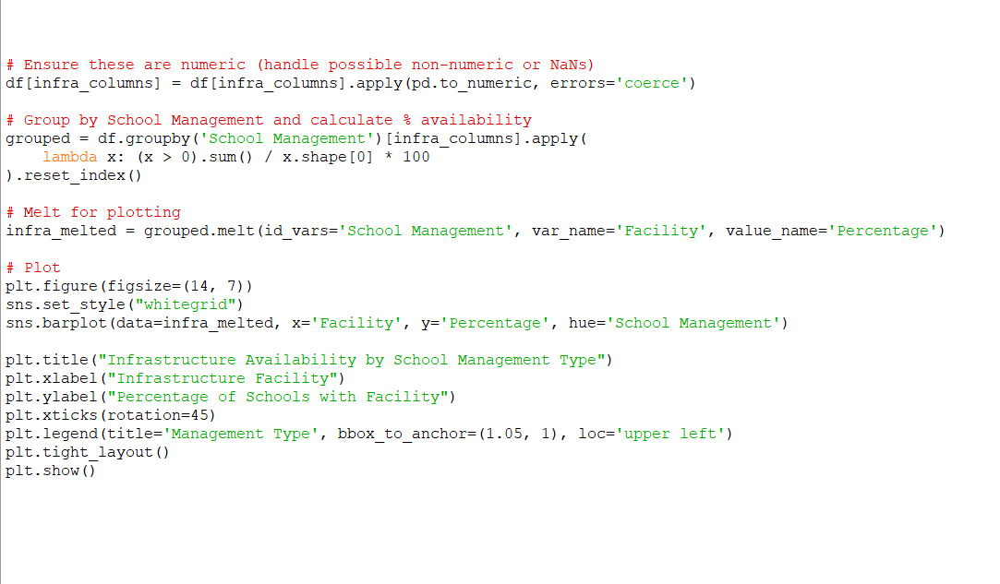 # Ensure these are numeric (handle possible non-numeric or NaNs)
df[infra_columns] = df[infra_columns].apply(pd.to_numeric, errors='coerce')
# Group by School Management and calculate % availability
grouped = df.groupby('School Management')[infra_columns].apply(
    lambda x: (x > 0).sum() / x.shape[0] * 100
).reset_index()
# Melt for plotting
infra_melted = grouped.melt(id_vars='School Management', var_name='Facility', value_name='Percentage')
# Plot
plt.figure(figsize=(14, 7))
sns.set_style("whitegrid")
sns.barplot(data=infra_melted, x='Facility', y='Percentage', hue='School Management')
plt.title("Infrastructure Availability by School Management Type")
plt.xlabel("Infrastructure Facility")
plt.ylabel("Percentage of Schools with Facility")
plt.xticks(rotation=45)
plt.legend(title='Management Type', bbox_to_anchor=(1.05, 1), loc='upper left')
plt.tight_layout()
plt.show()